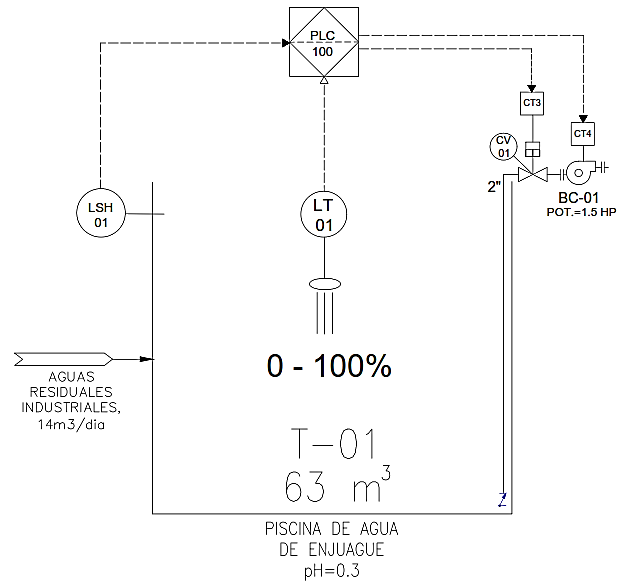 PLC
100
CT3
CT4
CV
01
2"
BC-01
POT.=1.5 HP
LSH
01
LT
01
0 - 100%
AGUAS
RESIDUALES
INDUSTRIALES,
14m3/dia
T-01
63 m³
PISCINA DE AGUA
DE ENJUAGUE
pH=0.3